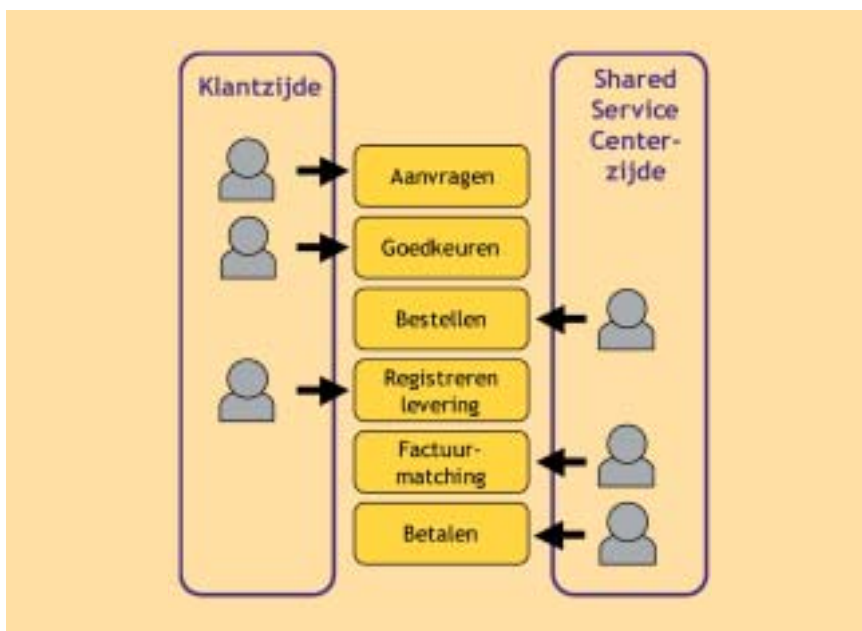 Klantzijde
Shared
Service
Center-
zijde
Aanvragen
Goedkeuren
Bestellen
Registreren
levering
Factuur-
matching
Betalen